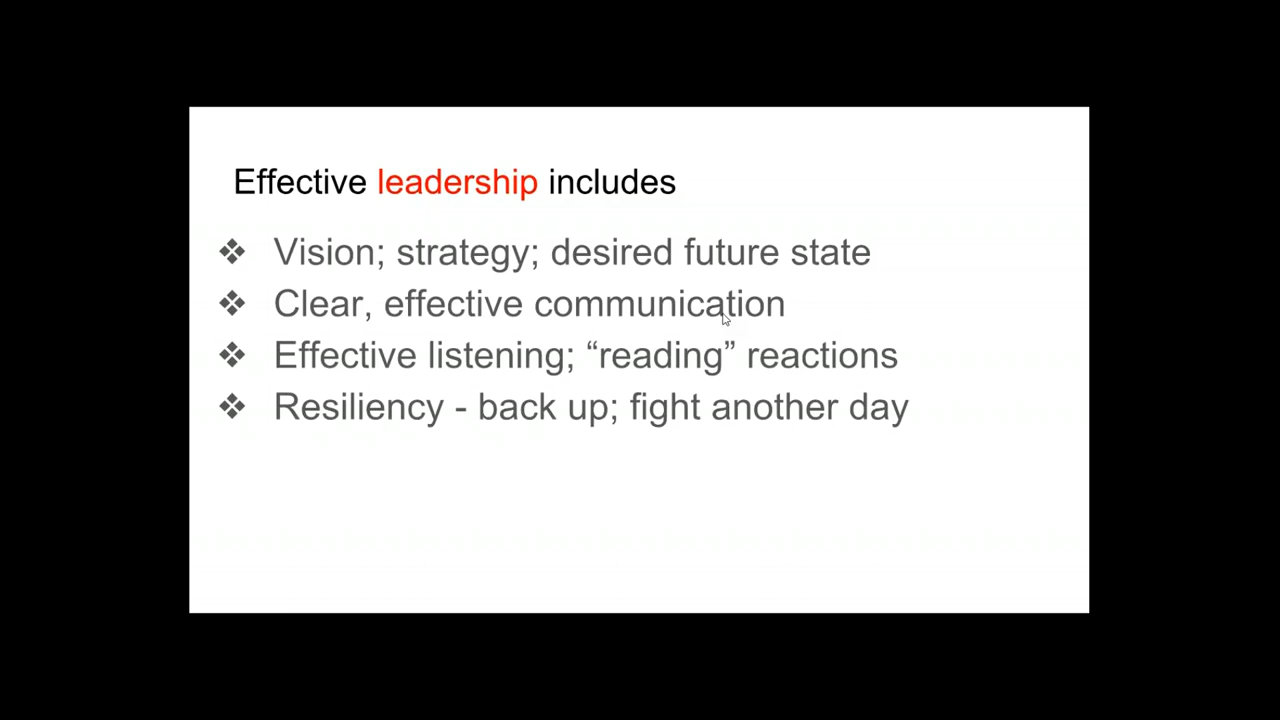 Effective leadership includes
❖ Vision; strategy; desired future state
❖ Clear, effective communication
❖ Effective listening; “reading” reactions
❖ Resiliency - back up; fight another day